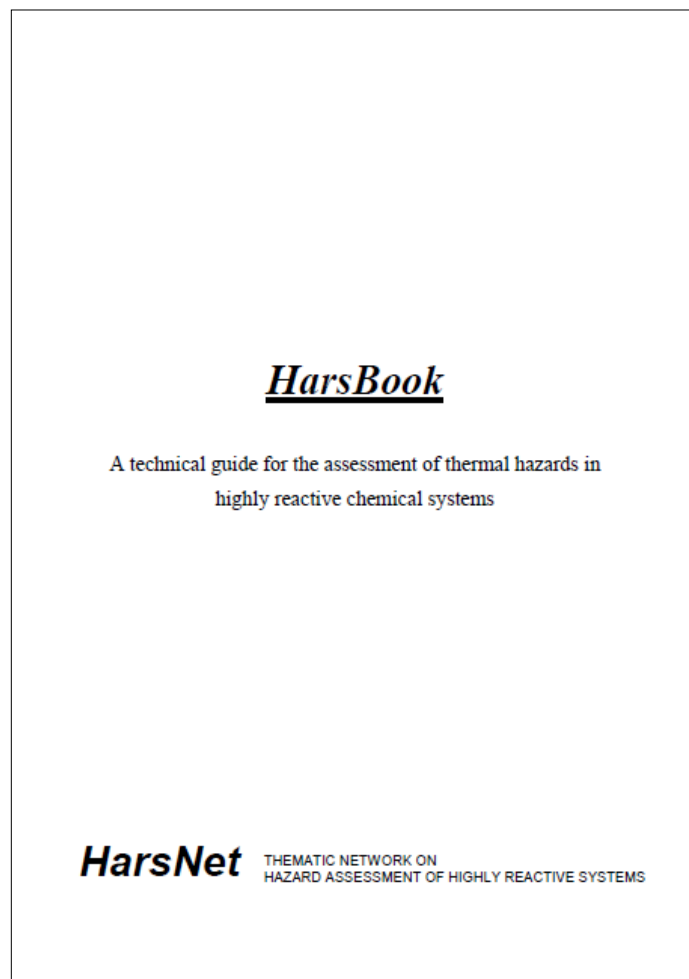 HarsBook
A technical guide for the assessment of thermal hazards in
highly reactive chemical systems
HarsNet
THEMATIC NETWORK ON
HAZARD ASSESSMENT OF HIGHLY REACTIVE SYSTEMS